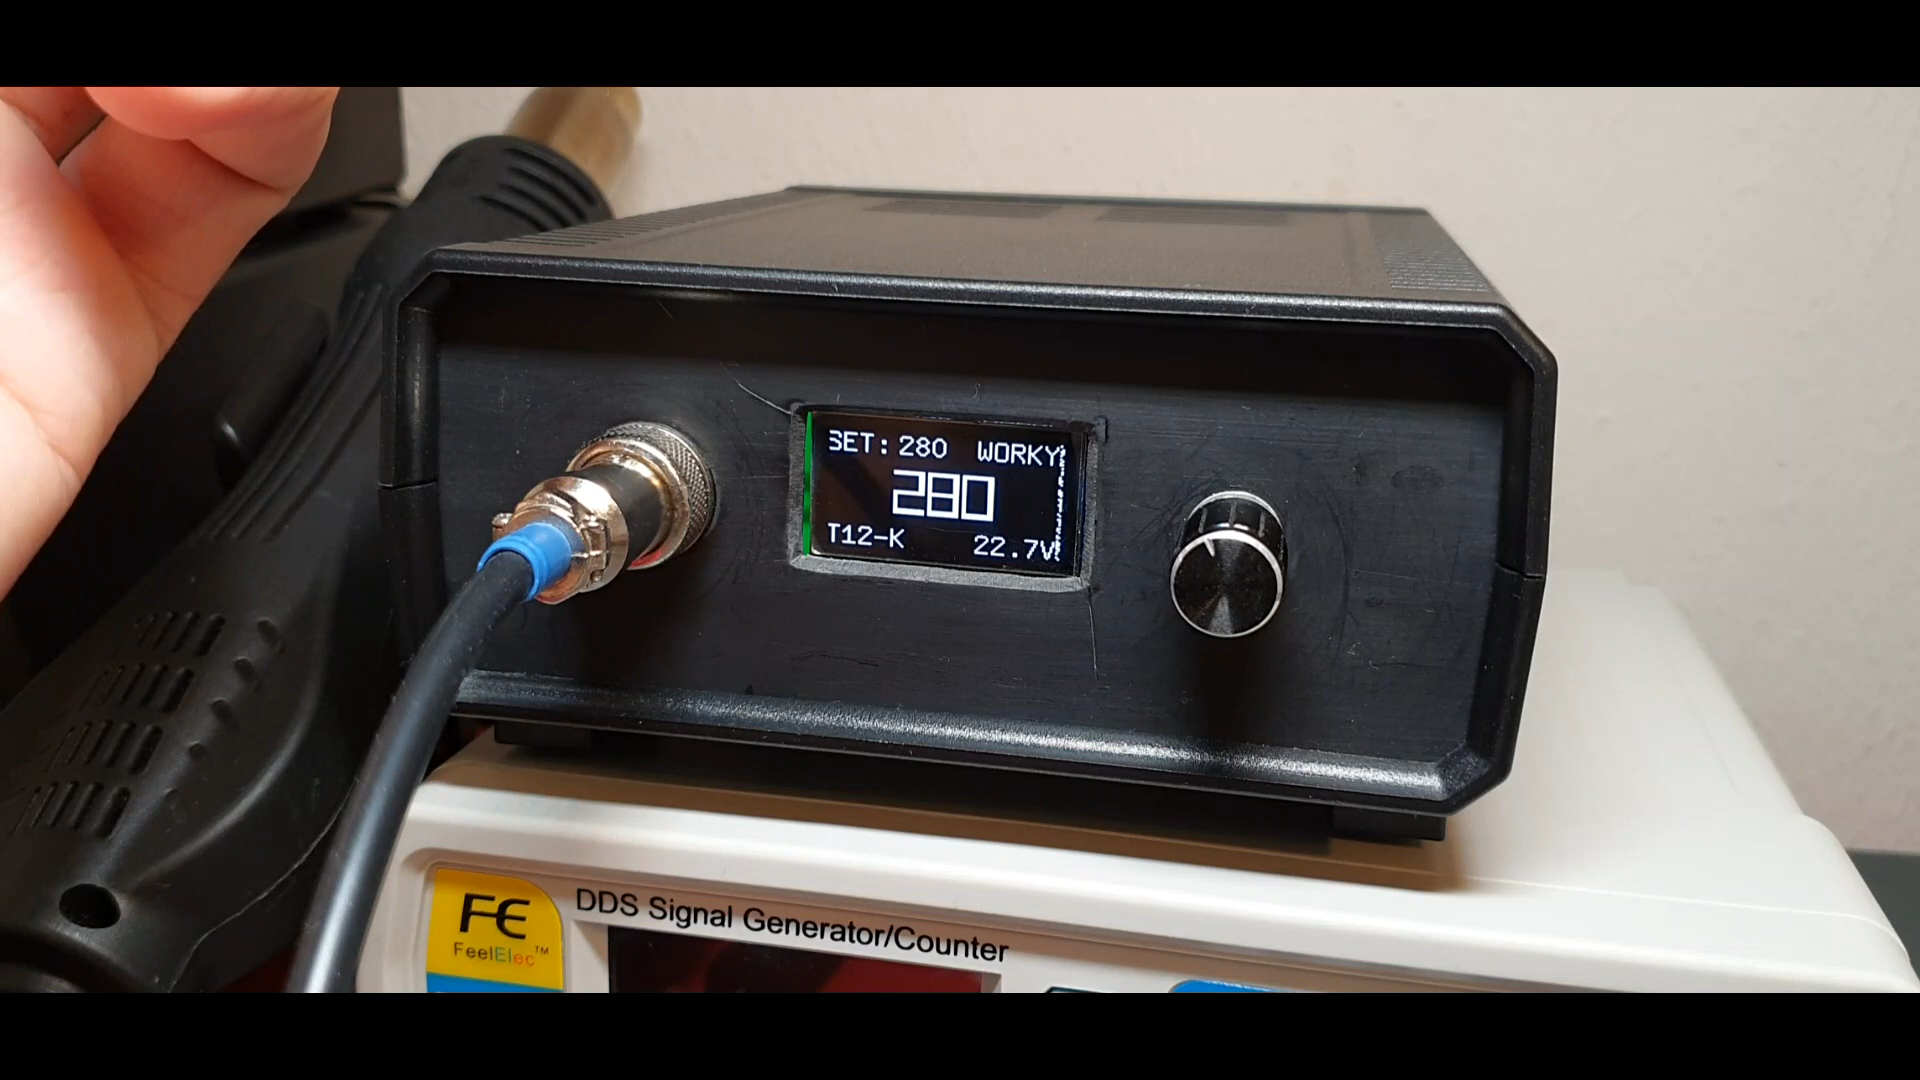 SET: 280 WORKY
280
T12-K 22.7V
FE
FeelElec™
DDS Signal Generator/Counter